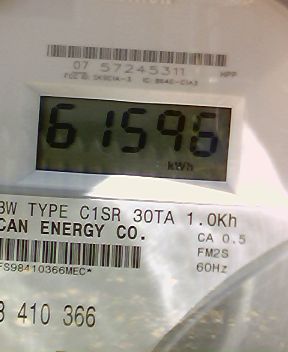 07 57245311
61596
kWh
3W TYPE C1SR 30TA 1.0Kh
CAN ENERGY CO.
CA 0.5
FM2S
60Hz
FS98410366MEC*
8 410 366